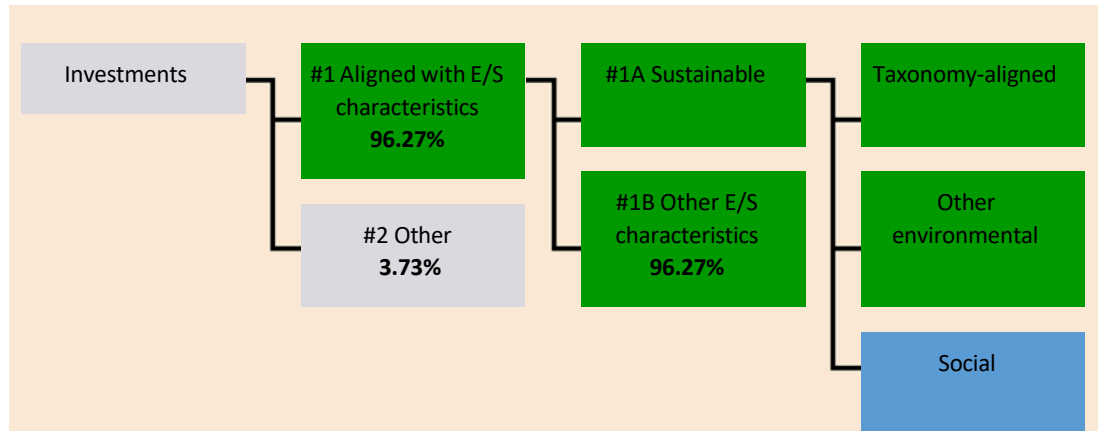 Investments
#1 Aligned with E/S
characteristics
96.27%
#2 Other
3.73%
#1A Sustainable
#1B Other E/S
characteristics
96.27%
Taxonomy-aligned
Other
environmental
Social